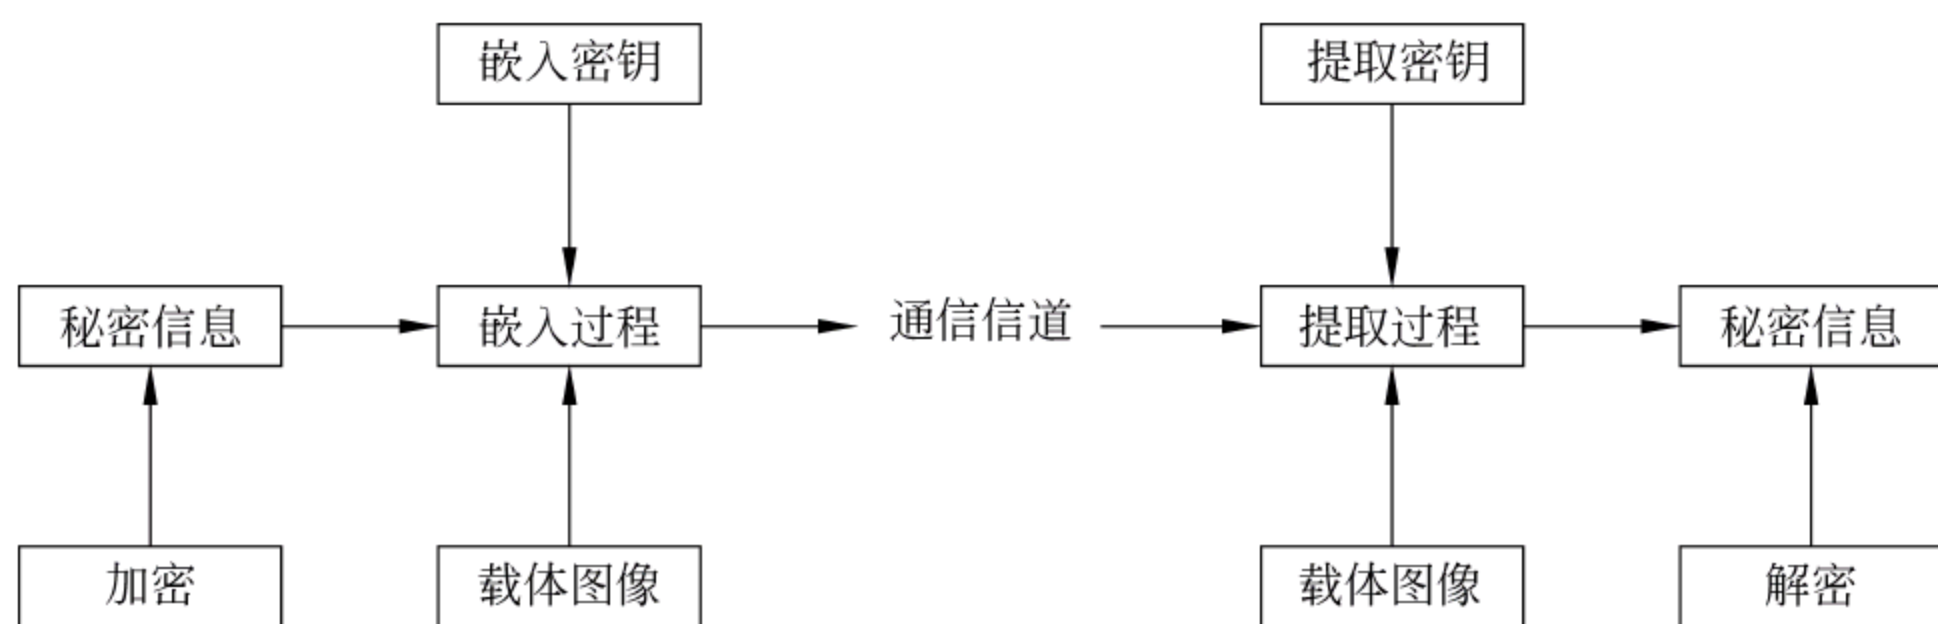 嵌入密钥
提取密钥
秘密信息
嵌入过程
通信信道
提取过程
秘密信息
加密
载体图像
载体图像
解密